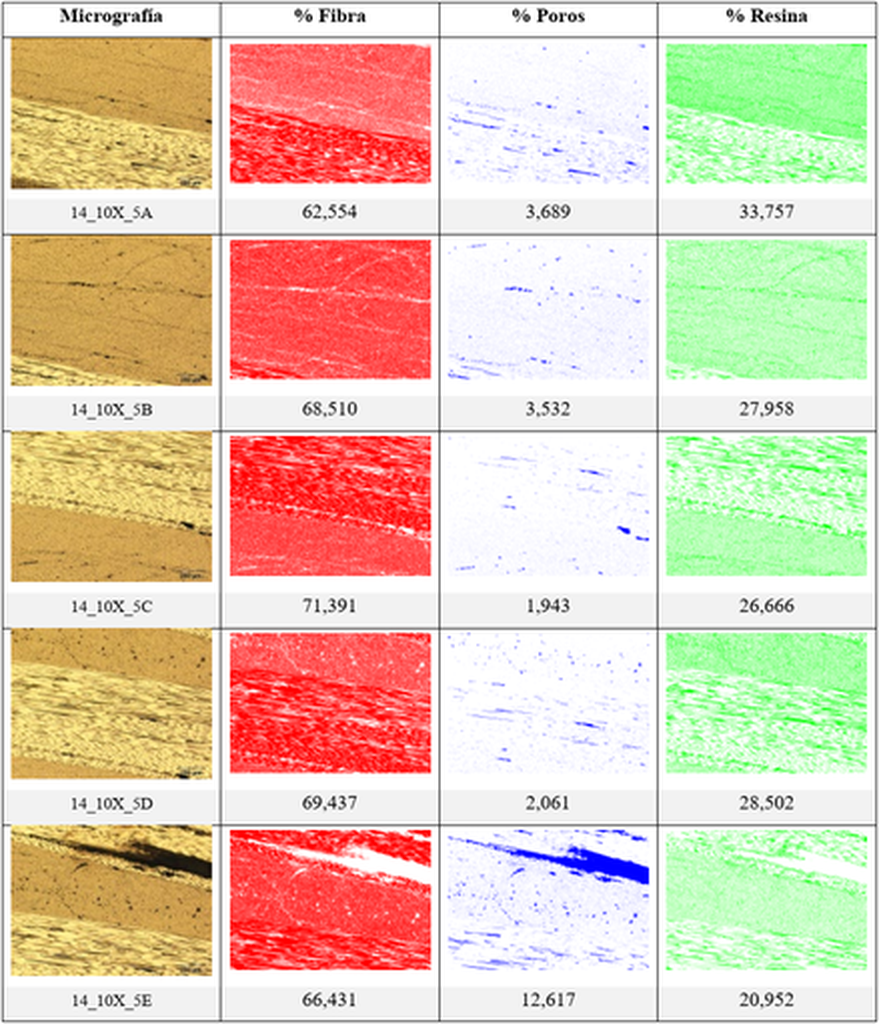 Micrografía % Fibra % Poros % Resina
14_10X_5A 62,554 3,689 33,757
14_10X_5B 68,510 3,532 27,958
14_10X_5C 71,391 1,943 26,666
14_10X_5D 69,437 2,061 28,502
14_10X_5E 66,431 12,617 20,952